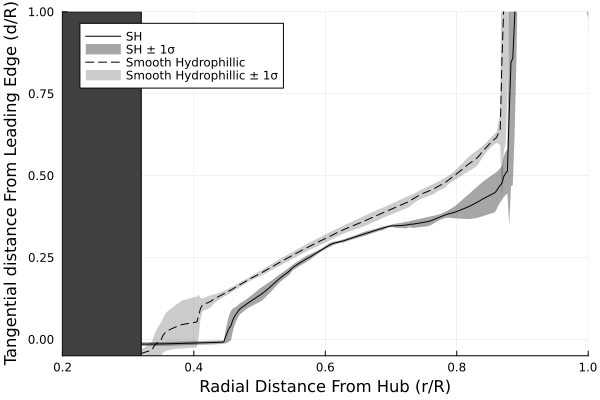 1.00
0.75
0.50
0.25
0.00
Tangential distance From Leading Edge (d/R)
SH
SH ± 1σ
Smooth Hydrophillic
Smooth Hydrophillic ± 1σ
0.2 0.4 0.6 0.8 1.0
Radial Distance From Hub (r/R)